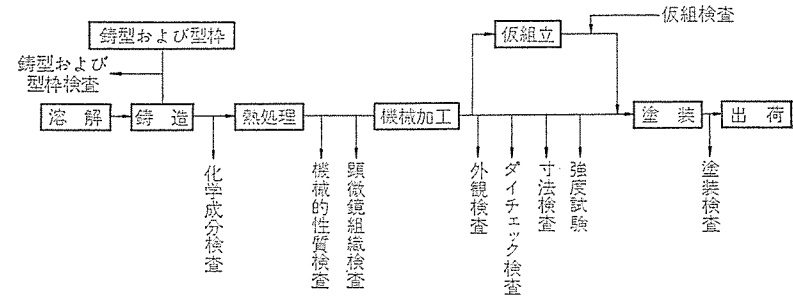 鋳型および型枠
仮組立
仮組検査
鋳型および
型枠検査
溶解
鋳造
熱処理
機械加工
塗装
出荷
化学成分検査
機械的性質検査
顕微鏡組織検査
外観検査
ダイチェック検査
寸法検査
強度試験
塗装検査